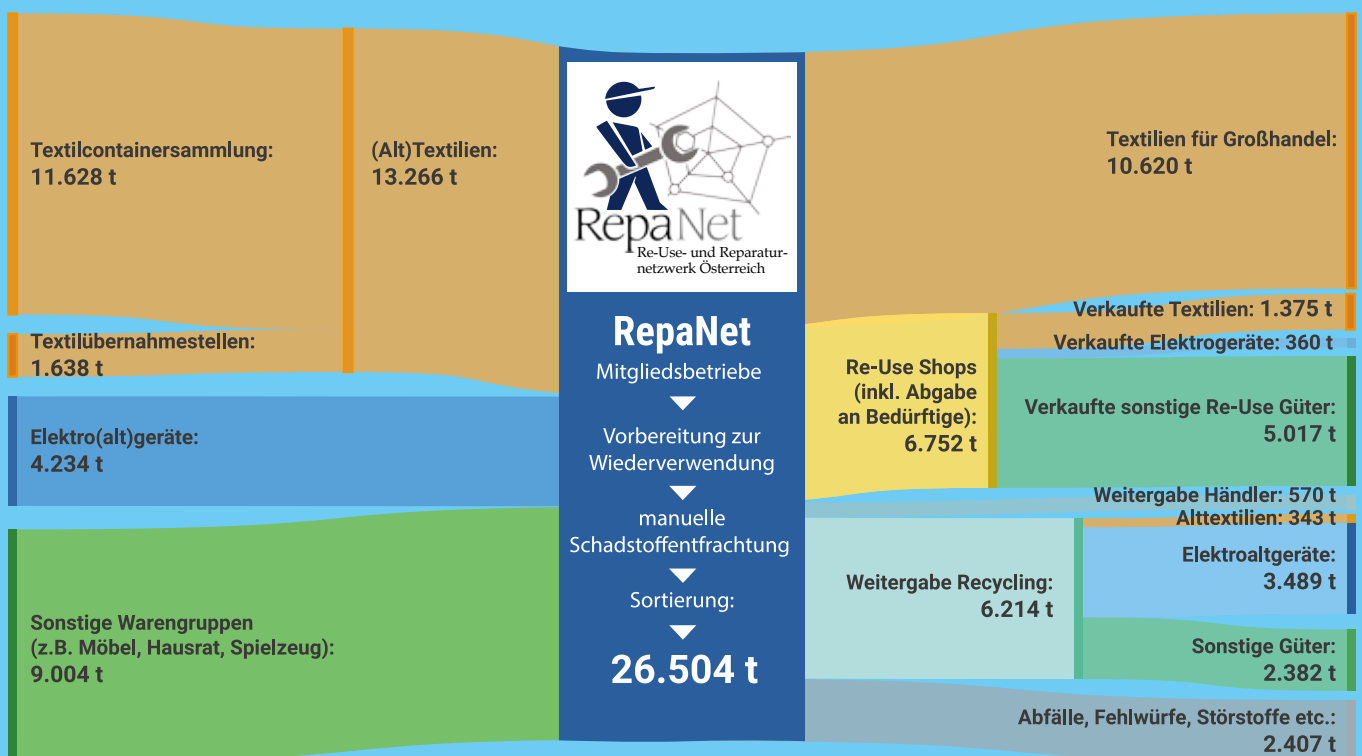 Textilcontainersammlung:
11.628 t
Textilübernahmestellen:
1.638 t
(Alt)Textilien:
13.266 t
Elektro(alt)geräte:
4.234 t
Sonstige Warengruppen
(z.B. Möbel, Hausrat, Spielzeug):
9.004 t
RepaNet
Re-Use- und Reparatur-
netzwerk Österreich
RepaNet
Mitgliedsbetriebe
Vorbereitung zur
Wiederverwendung
manuelle
Schadstoffentfrachtung
Sortierung:
26.504 t
Textilien für Großhandel:
10.620 t
Re-Use Shops
(inkl. Abgabe
an Bedürftige):
6.752 t
Verkaufte Textilien: 1.375 t
Verkaufte Elektrogeräte: 360 t
Verkaufte sonstige Re-Use Güter:
5.017 t
Weitergabe Händler: 570 t
Weitergabe Recycling:
6.214 t
Alttextilien: 343 t
Elektroaltgeräte:
3.489 t
Sonstige Güter:
2.382 t
Abfälle, Fehlwürfe, Störstoffe etc.:
2.407 t